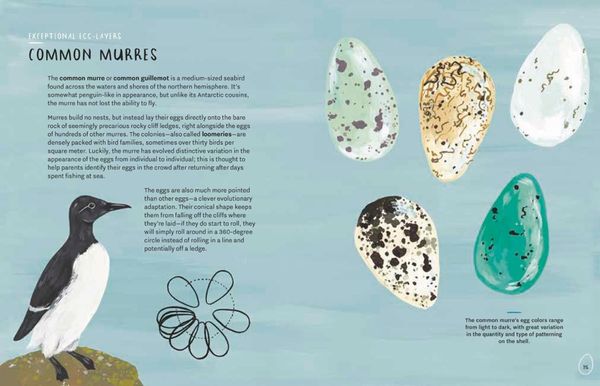 EXCEPTIONAL EGG-LAYERS
COMMON MURRES
The common murre or common guillemot is a medium-sized seabird
found across the waters and shores of the northern hemisphere. It's
somewhat penguin-like in appearance, but unlike its Antarctic cousins,
the murre has not lost the ability to fly.
Murres build no nests, but instead lay their eggs directly onto the bare
rock of seemingly precarious rocky cliff ledges, right alongside the eggs
of hundreds of other murres. The colonies—also called loomeries—are
densely packed with bird families, sometimes over thirty birds per
square meter. Luckily, the murre has evolved distinctive variation in the
appearance of the eggs from individual to individual; this is thought to
help parents identify their eggs in the crowd after returning after days
spent fishing at sea.
The eggs are also much more pointed
than other eggs—a clever evolutionary
adaptation. Their conical shape keeps
them from falling off the cliffs where
they're laid—if they do start to roll, they
will simply roll around in a 360-degree
circle instead of rolling in a line and
potentially off a ledge.
The common murre's egg colors range
from light to dark, with great variation
in the quantity and type of patterning
on the shell.
15